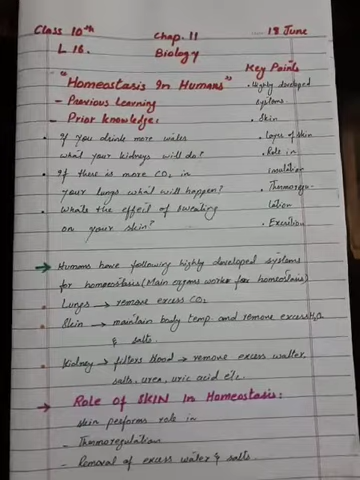 Class 10th
Chap. 11
18 June
L 16.
Biology
"Homeostasis In Humans"
- Previous Learning
- Prior knowledge:
• If you drink more water
what your kidneys will do?
• If there is more CO2 in
your lungs what will happen?
• Whats the effect of sweating
on your skin?
Key Points
• Highly developed
systems
• Skin
• Layers of skin
• Role in
insulation
• Thermoregu-
lation
• Excretion
→ Humans have following highly developed systems
for homeostasis (Main organs worker for homeostasis)
• Lungs → remove excess CO2
• Skin → maintain body temp. and remove excess H2O
& salts.
• Kidney → filters blood → remove excess watter,
salts, urea, uric acid etc.
→ Role of SKIN In Homeostasis:
skin performs role in
- Thermoregulation
- Removal of excess water & salts.